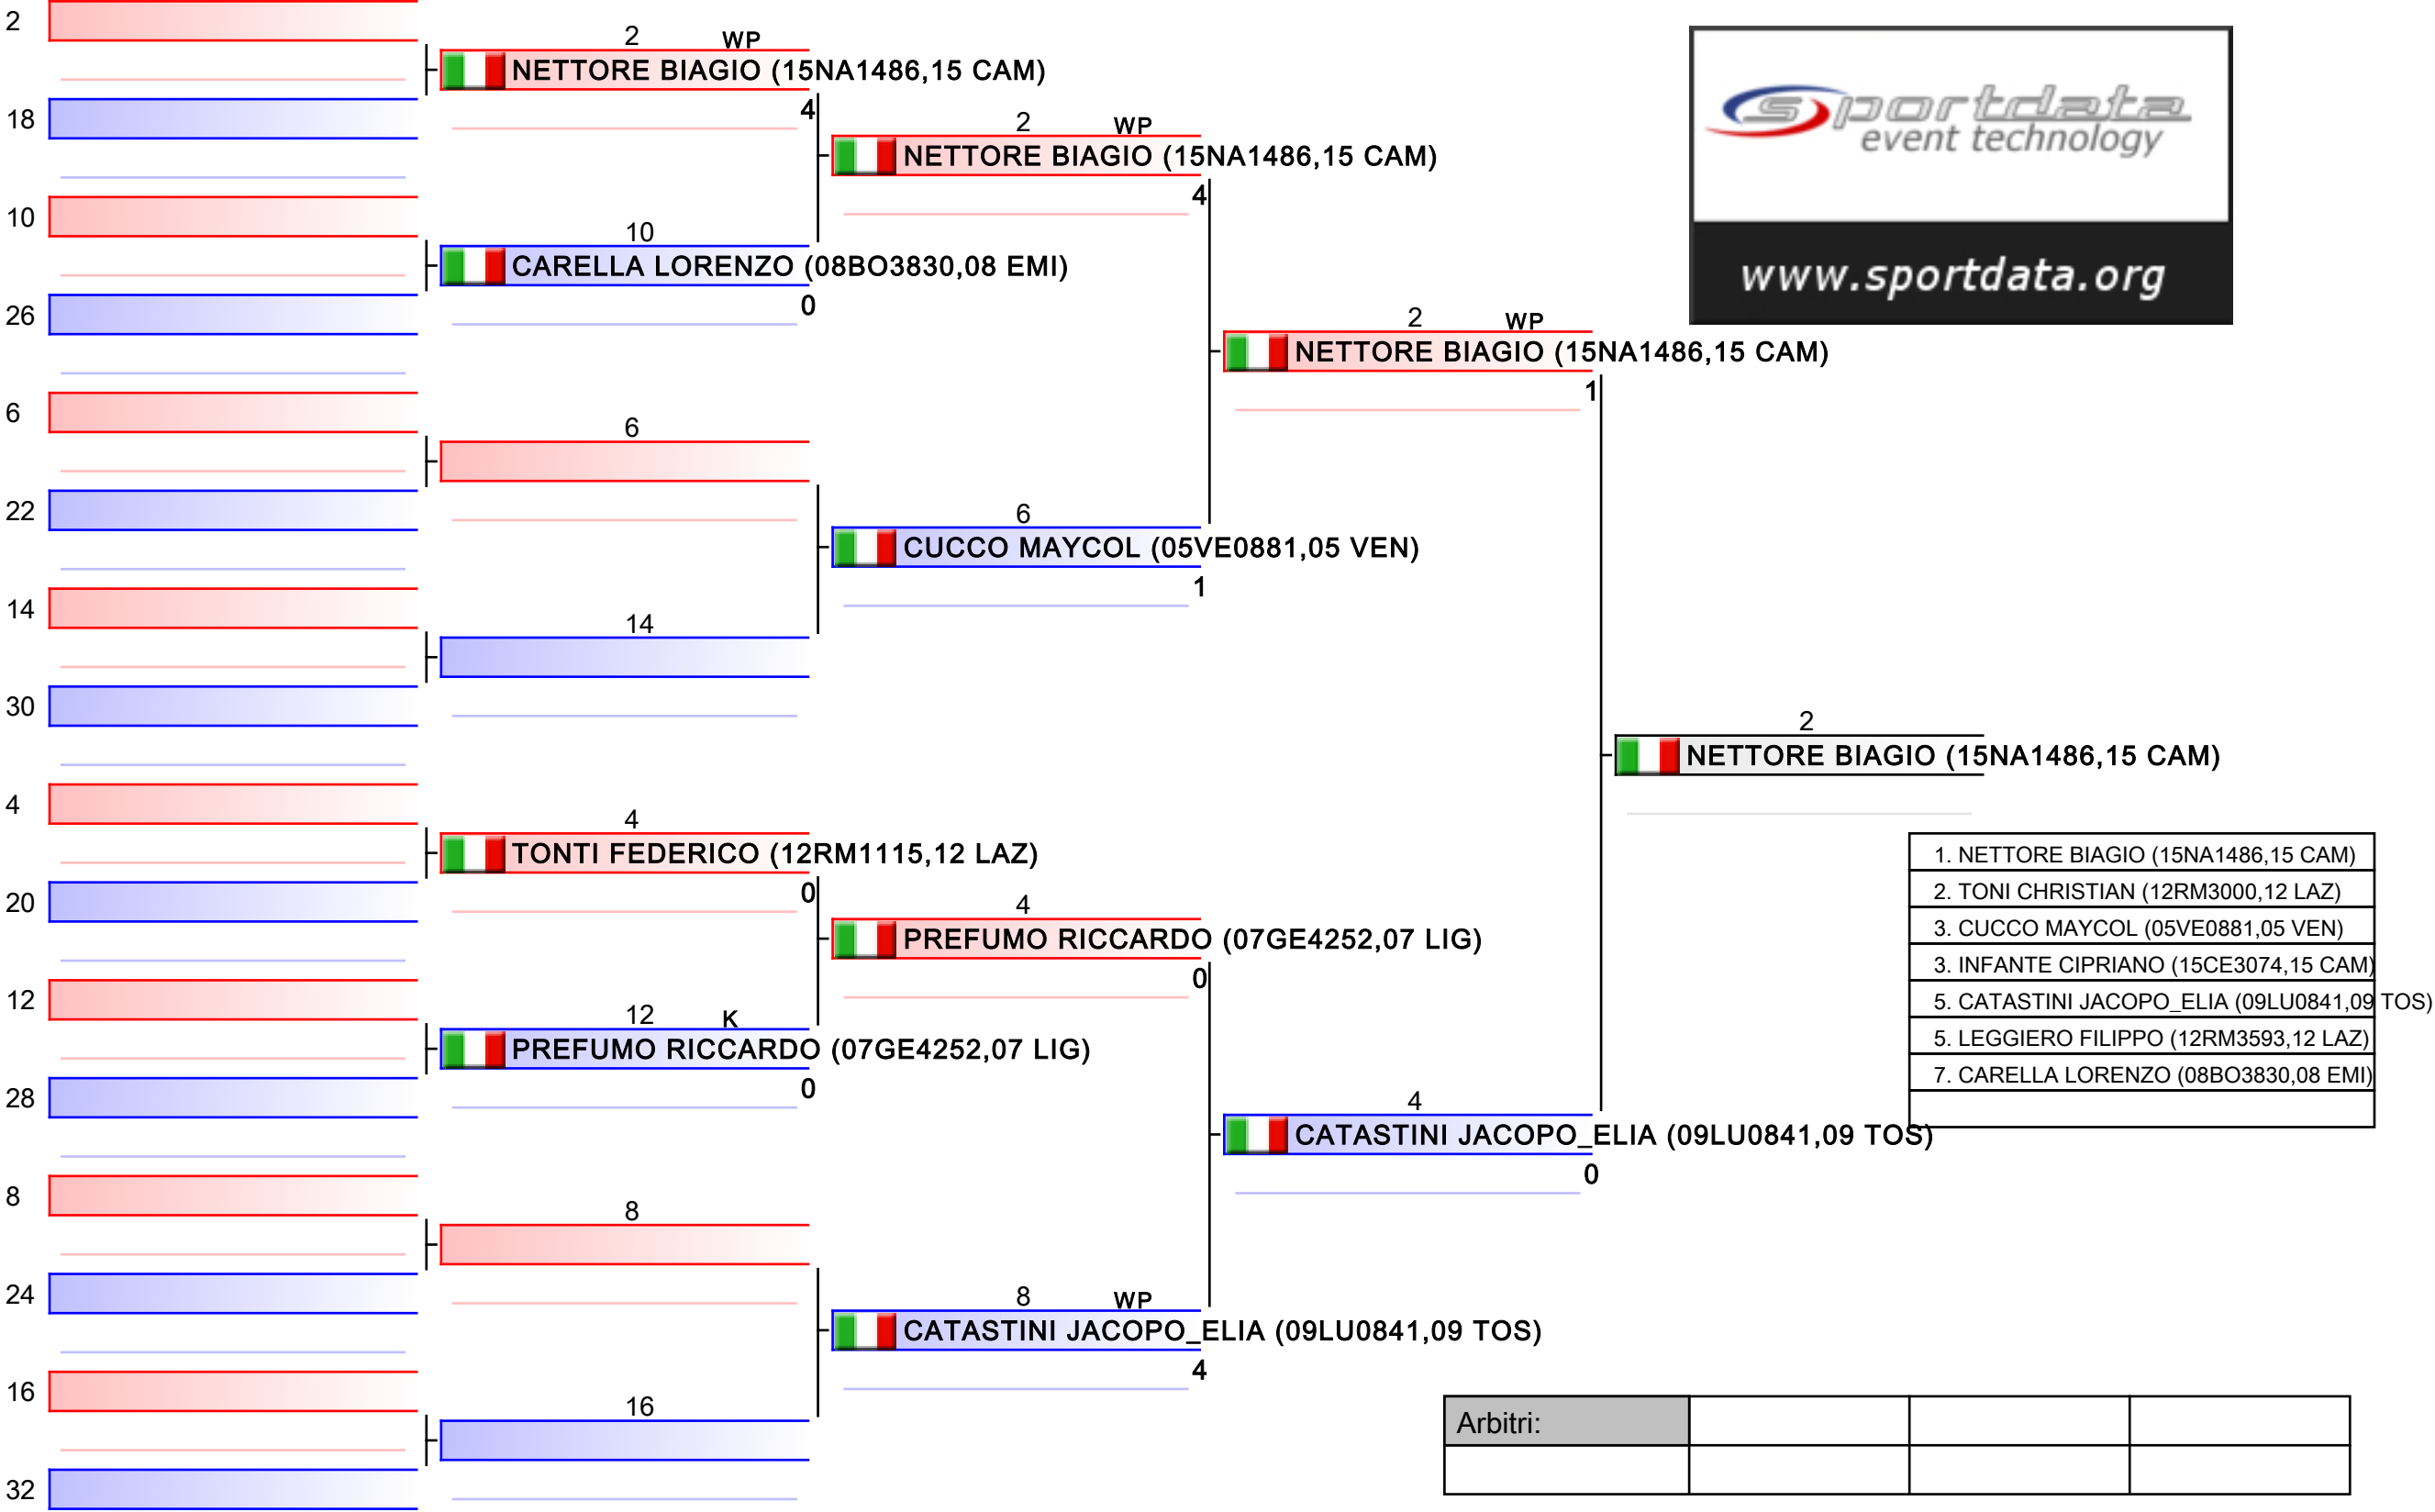 2
2 WP
NETTORE BIAGIO (15NA1486,15 CAM)
4
18
2 WP
NETTORE BIAGIO (15NA1486,15 CAM)
4
sportdata
event technology
www.sportdata.org
10
10
CARELLA LORENZO (08BO3830,08 EMI)
0
26
2 WP
NETTORE BIAGIO (15NA1486,15 CAM)
1
6
6
22
6
CUCCO MAYCOL (05VE0881,05 VEN)
1
14
14
30
2
NETTORE BIAGIO (15NA1486,15 CAM)
4
4
TONTI FEDERICO (12RM1115,12 LAZ)
0
20
4
PREFUMO RICCARDO (07GE4252,07 LIG)
0
12
12 K
PREFUMO RICCARDO (07GE4252,07 LIG)
0
28
1. NETTORE BIAGIO (15NA1486,15 CAM)
2. TONI CHRISTIAN (12RM3000,12 LAZ)
3. CUCCO MAYCOL (05VE0881,05 VEN)
3. INFANTE CIPRIANO (15CE3074,15 CAM)
5. CATASTINI JACOPO_ELIA (09LU0841,09 TOS)
5. LEGGIERO FILIPPO (12RM3593,12 LAZ)
7. CARELLA LORENZO (08BO3830,08 EMI)
4
CATASTINI JACOPO_ELIA (09LU0841,09 TOS)
0
8
8
24
8 WP
CATASTINI JACOPO_ELIA (09LU0841,09 TOS)
4
16
16
32
Arbitri: